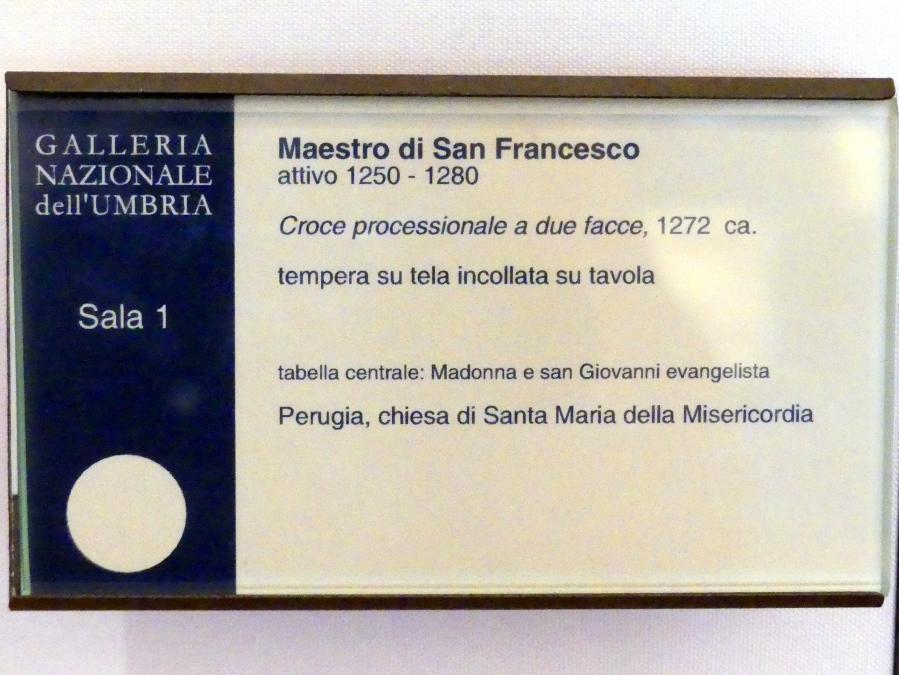 GALLERIA
NAZIONALE
dell'UMBRIA
Sala 1
Maestro di San Francesco
attivo 1250 - 1280
Croce processionale a due facce, 1272 ca.
tempera su tela incollata su tavola
tabella centrale: Madonna e san Giovanni evangelista
Perugia, chiesa di Santa Maria della Misericordia